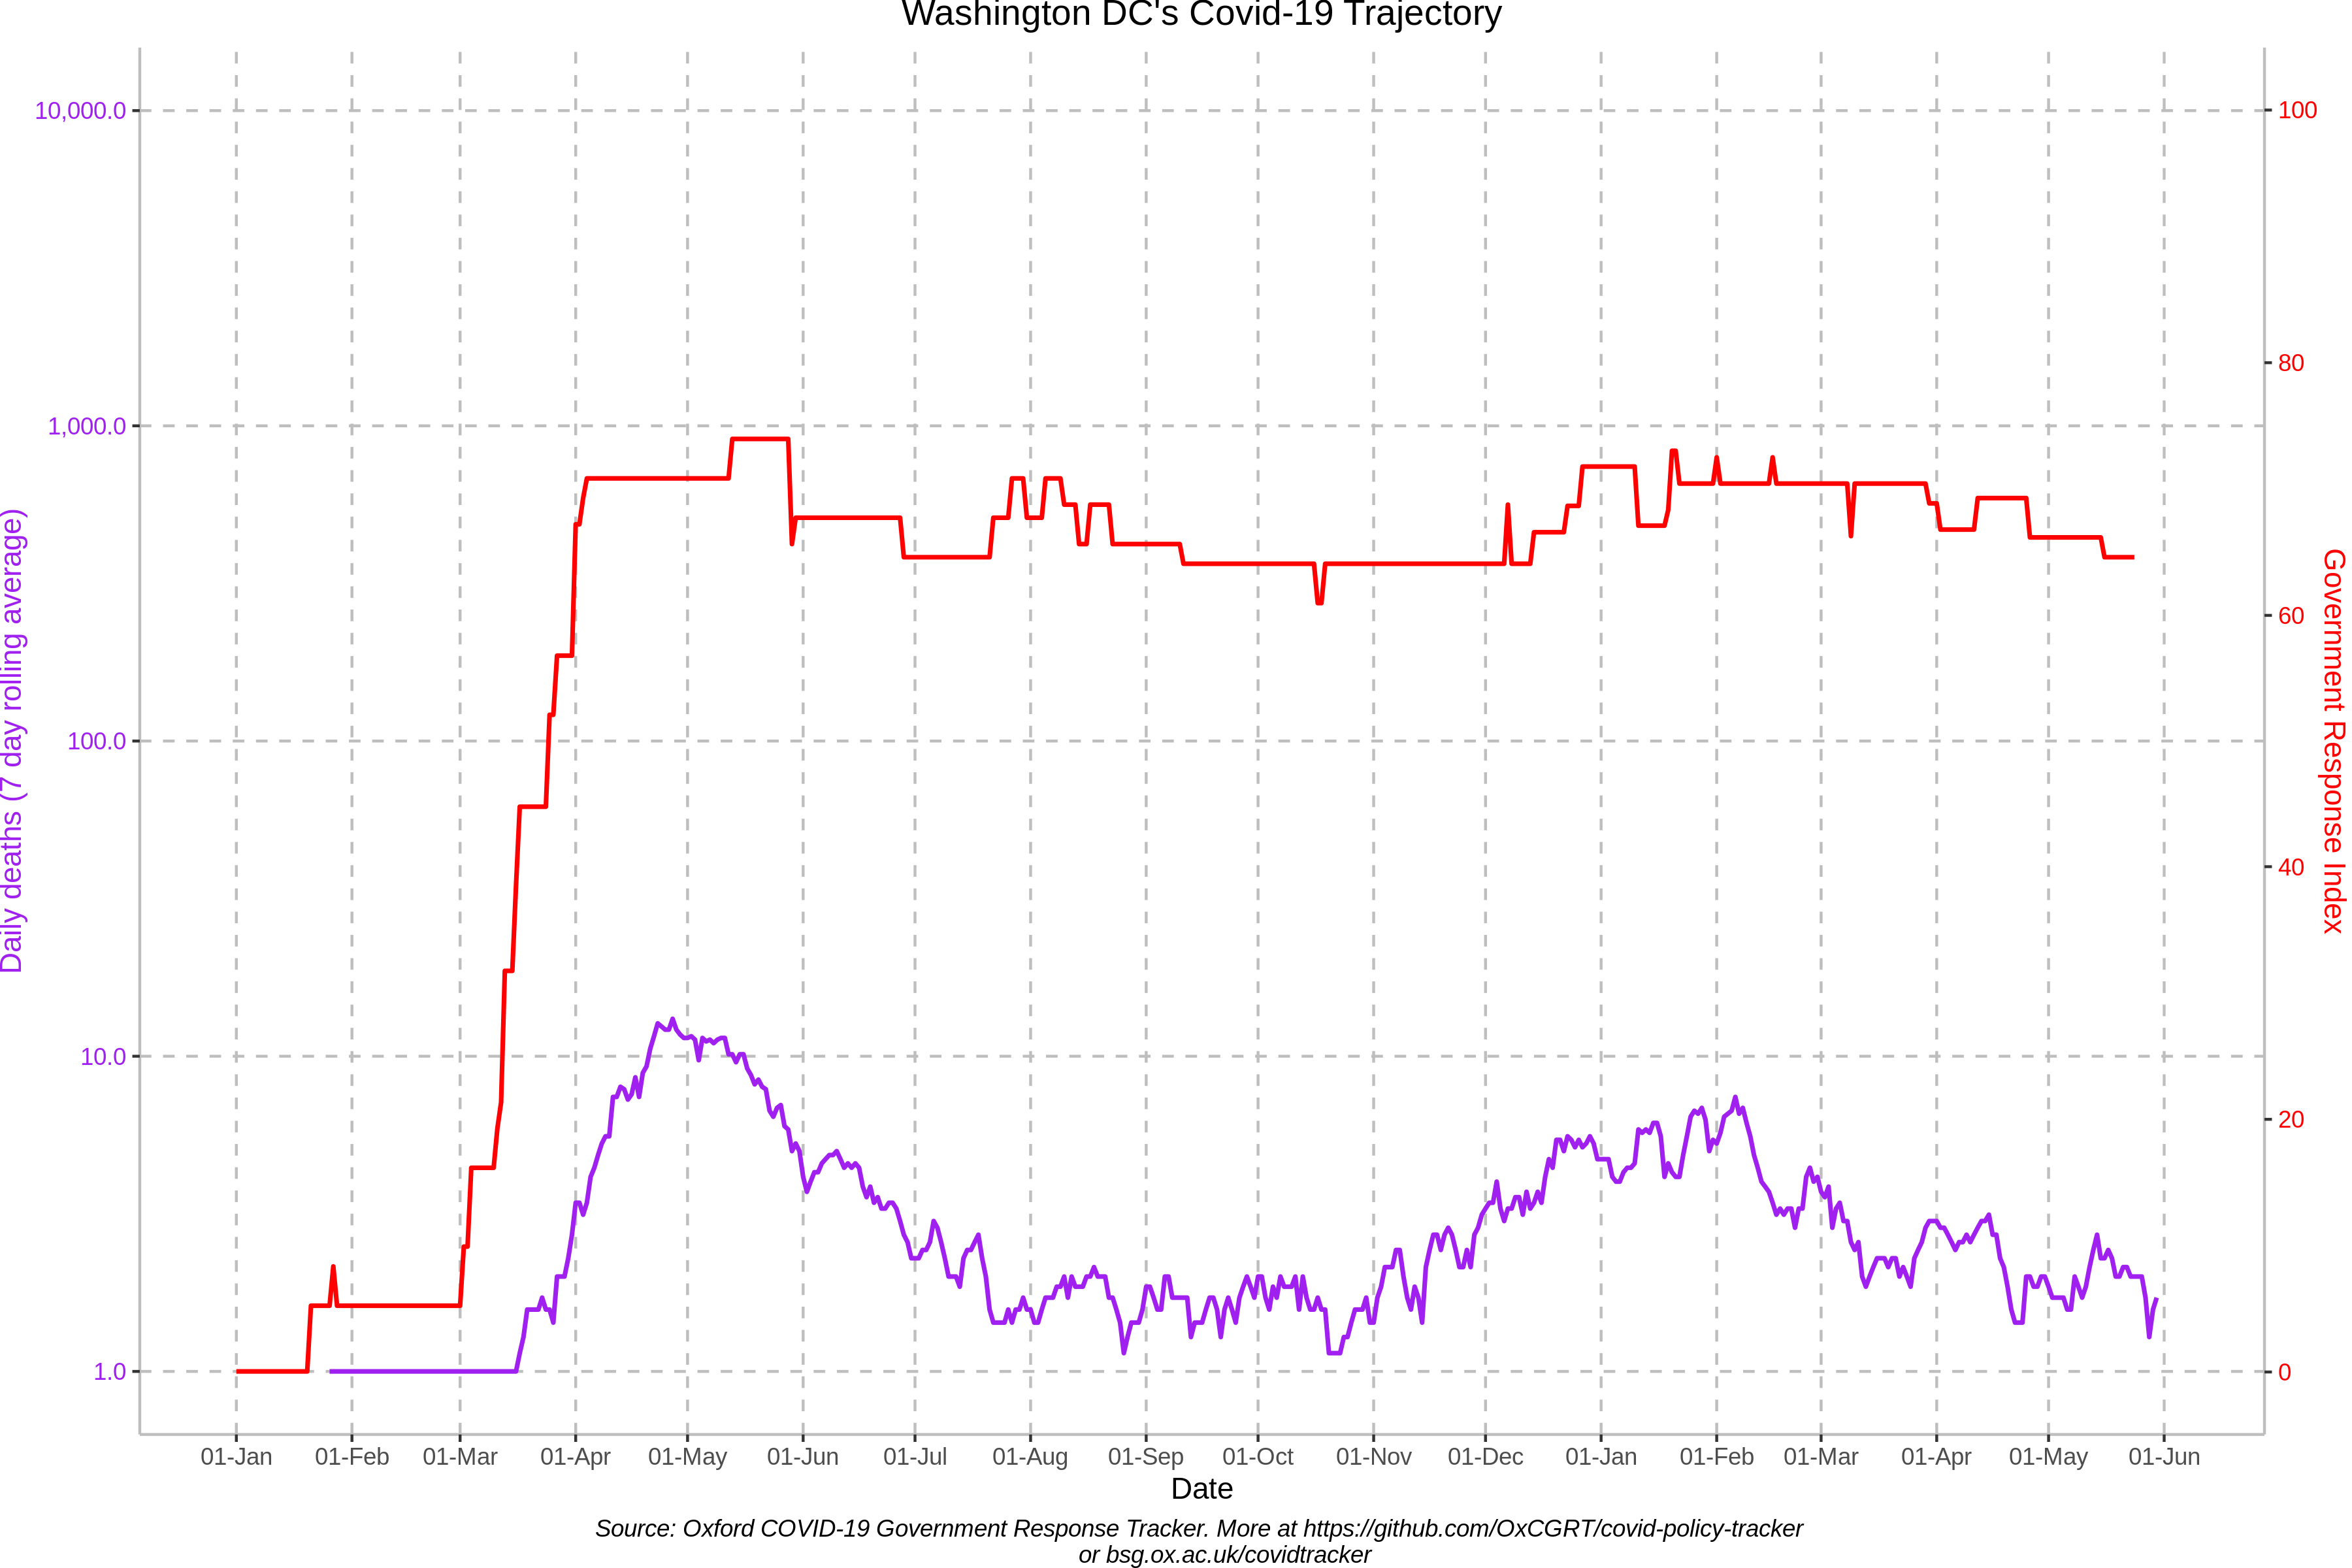 Washington DC's Covid-19 Trajectory
10,000.0
1,000.0
100.0
10.0
1.0
Daily deaths (7 day rolling average)
100
80
60
40
20
0
Government Response Index
01-Jan 01-Feb 01-Mar 01-Apr 01-May 01-Jun 01-Jul 01-Aug 01-Sep 01-Oct 01-Nov 01-Dec 01-Jan 01-Feb 01-Mar 01-Apr 01-May 01-Jun
Date
Source: Oxford COVID-19 Government Response Tracker. More at https://github.com/OxCGRT/covid-policy-tracker
or bsg.ox.ac.uk/covidtracker